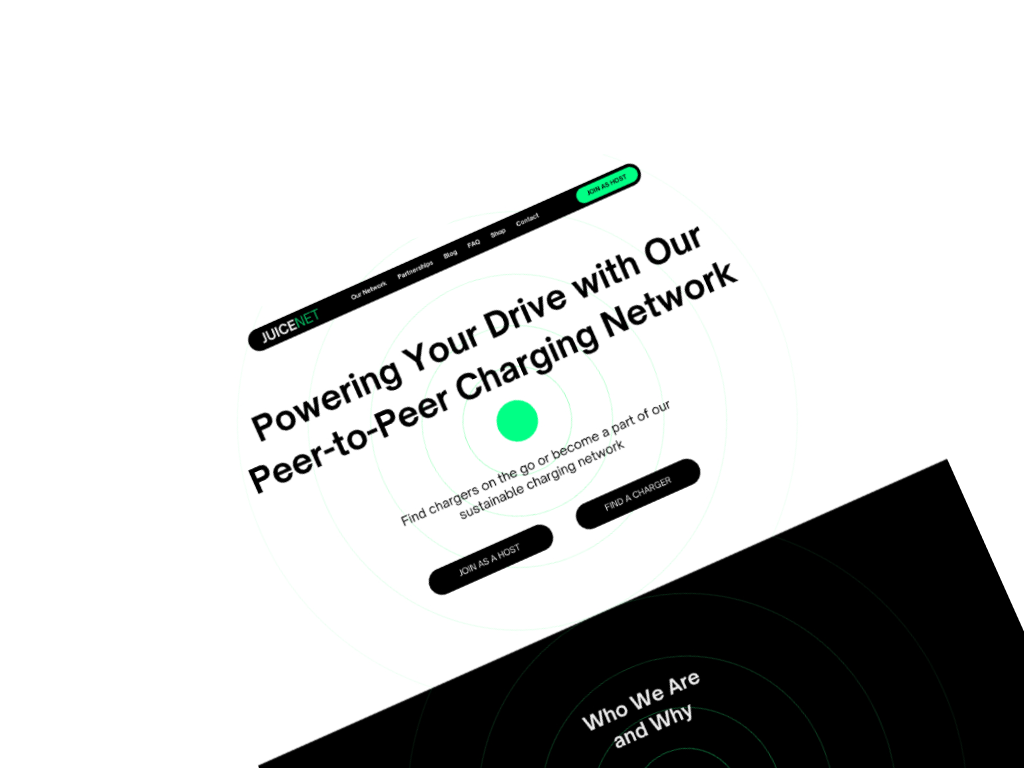 JUICENET Our Network Partnerships Blog FAQ Shop Contact JOIN AS HOST
Powering Your Drive with Our
Peer-to-Peer Charging Network
Find chargers on the go or become a part of our
sustainable charging network
JOIN AS A HOST FIND A CHARGER
Who We Are
and Why